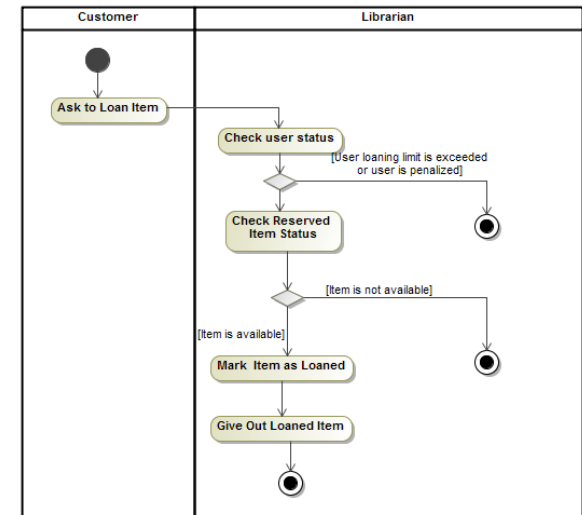 Customer
Librarian
Ask to Loan Item
Check user status
[User loaning limit is exceeded
or user is penalized]
Check Reserved
Item Status
[Item is not available]
[Item is available]
Mark Item as Loaned
Give Out Loaned Item